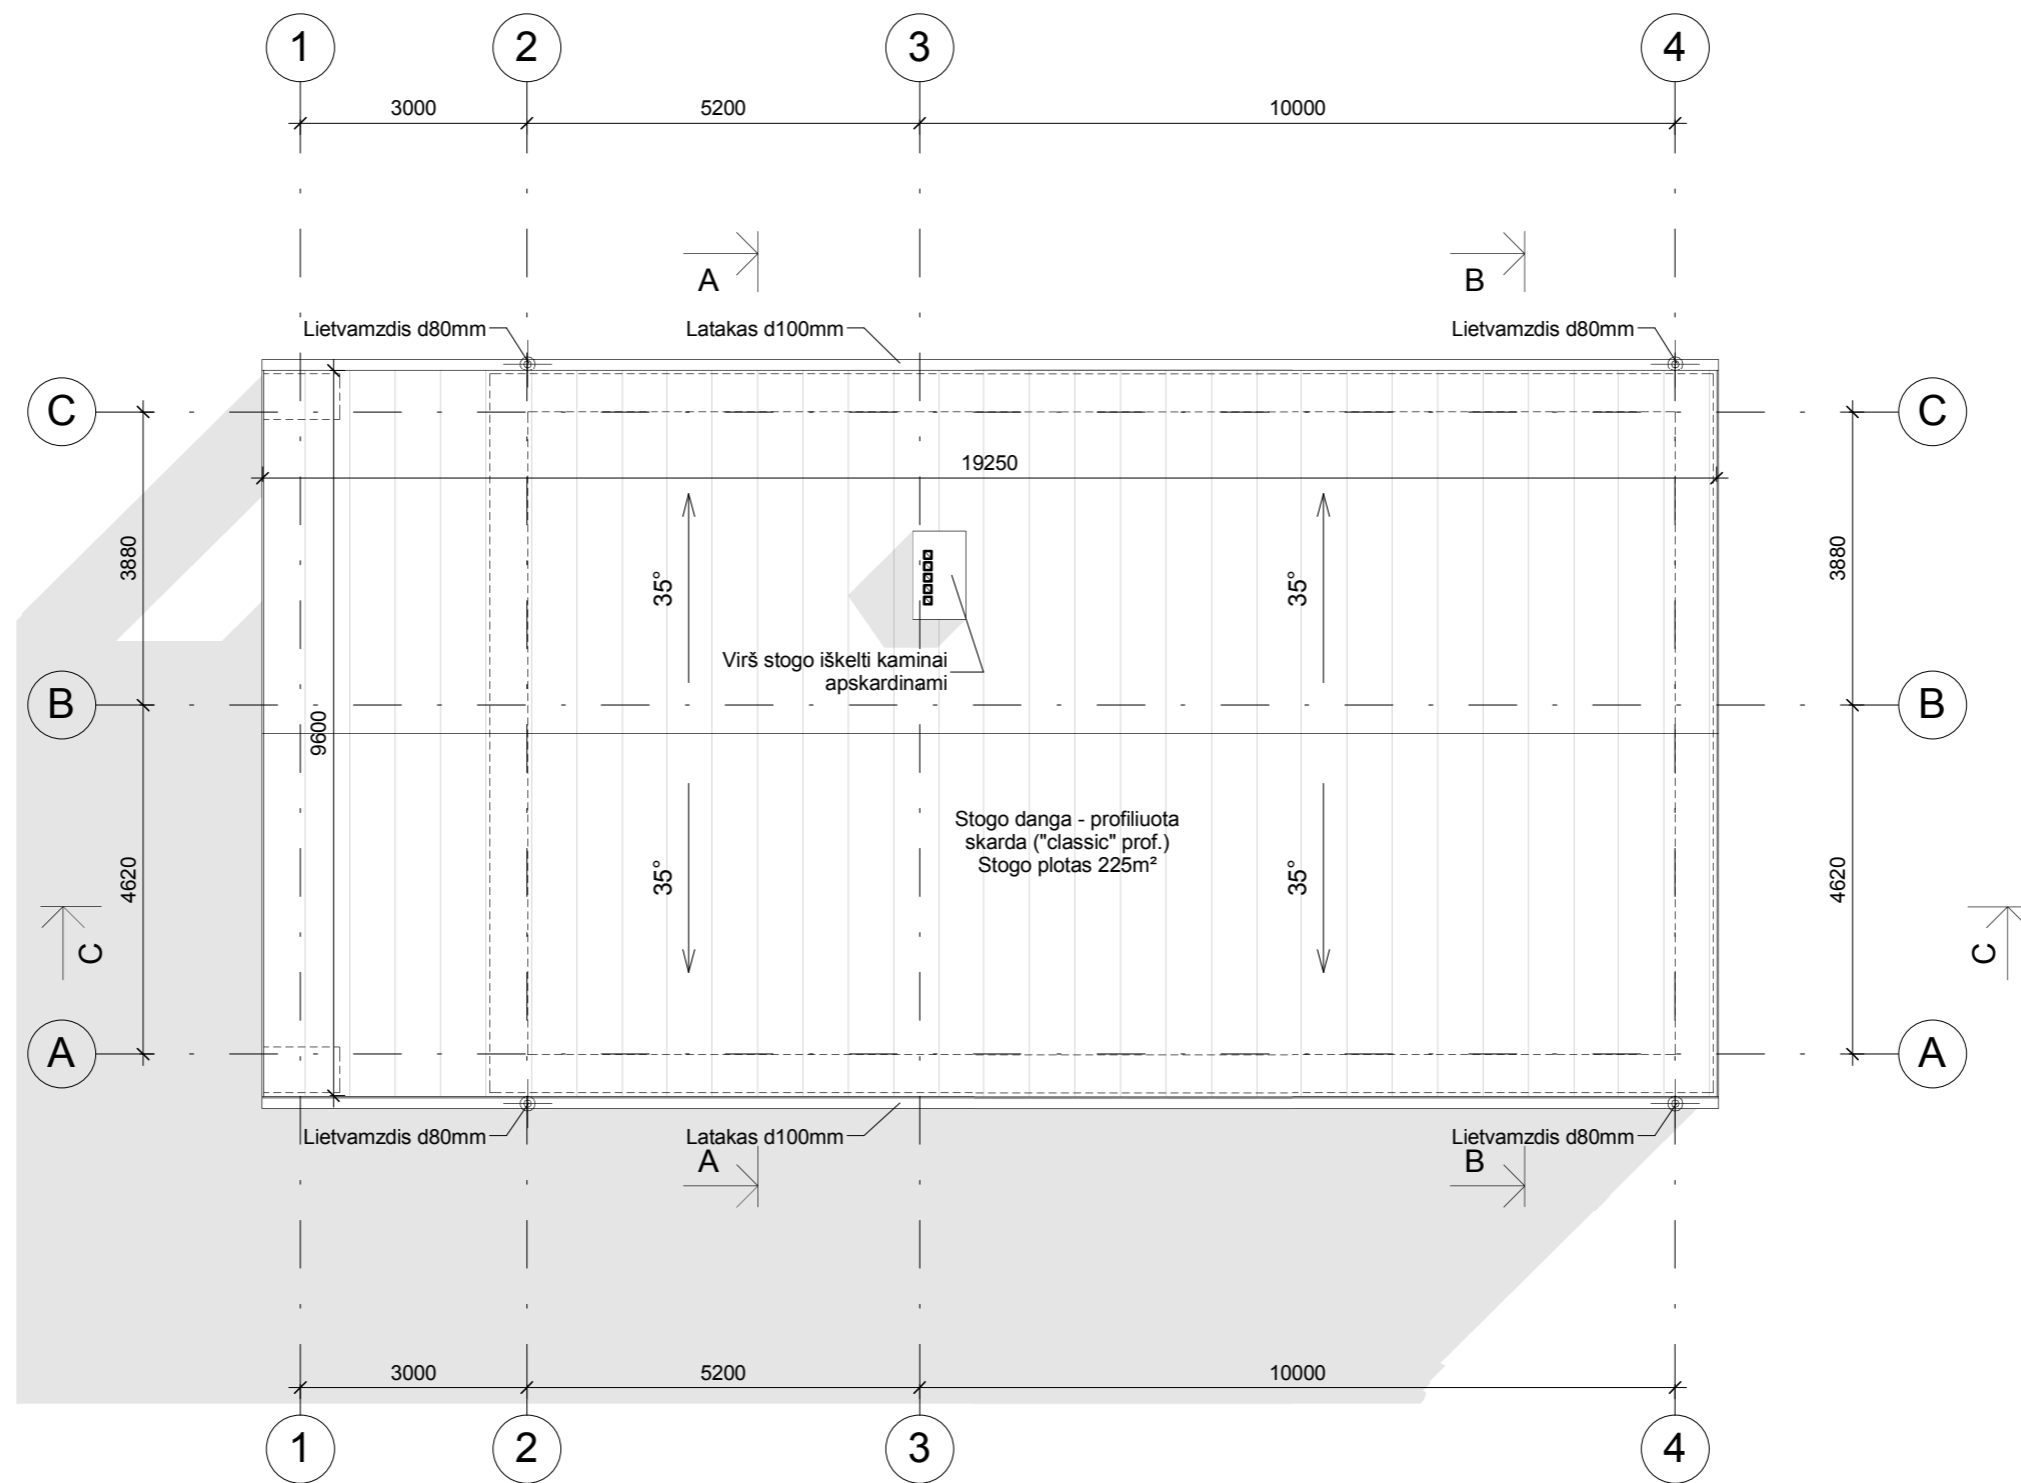 1
2
3
4
3000
5200
10000
A
B
Lietvamzdis d80mm
Latakas d100mm
Lietvamzdis d80mm
C
C
19250
3880
35°
35°
3880
Virš stogo iškelti kaminai
apskardinami
B
B
9600
Stogo danga - profiliuota
skarda ("classic" prof.)
Stogo plotas 225m²
4620
35°
35°
4620
C
C
A
A
Lietvamzdis d80mm
Latakas d100mm
Lietvamzdis d80mm
A
B
3000
5200
10000
1
2
3
4